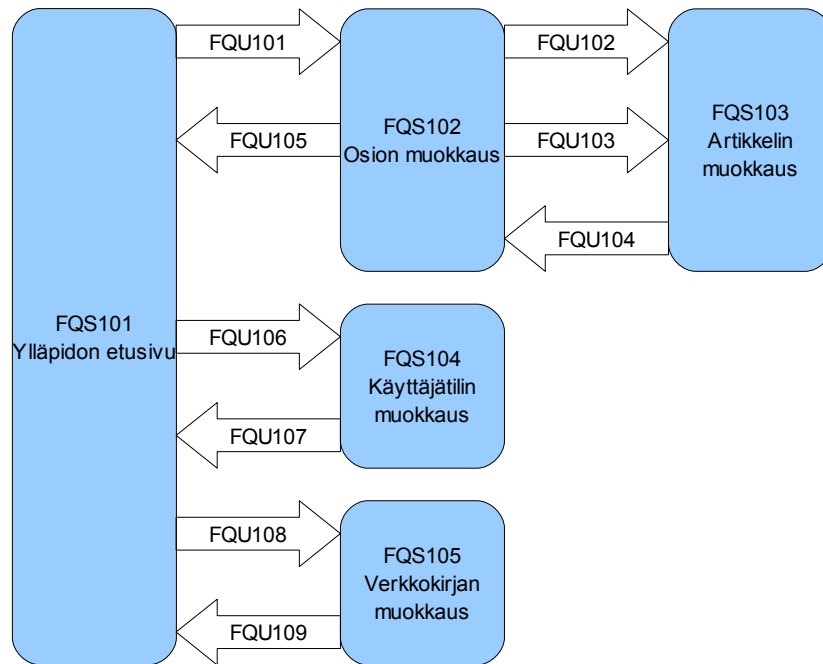 FQU101
FQU102
FQU105
FQS102
Osion muokkaus
FQU103
FQS103
Artikkelin
muokkaus
FQU104
FQS101
Ylläpidon etusivu
FQU106
FQS104
Käyttäjätilin
muokkaus
FQU107
FQU108
FQS105
Verkkokirjan
muokkaus
FQU109